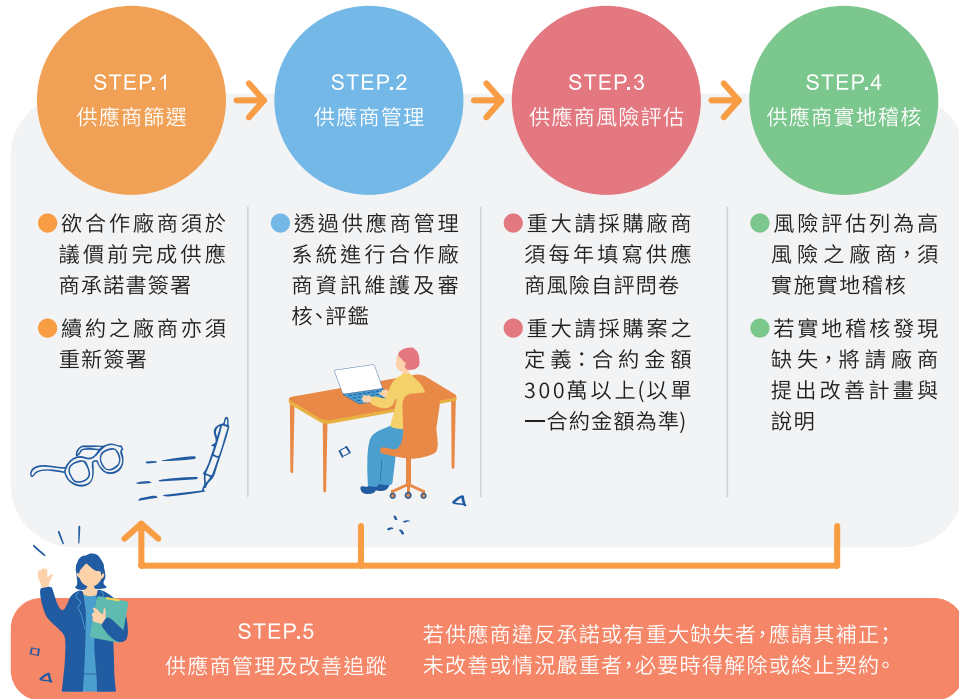 STEP.1
供應商篩選
STEP.2
供應商管理
STEP.3
供應商風險評估
STEP.4
供應商實地稽核
欲合作廠商須於
議價前完成供應
商承諾書簽署
續約之廠商亦須
重新簽署
透過供應商管理
系統進行合作廠
商資訊維護及審
核、評鑑
重大請採購廠商
須每年填寫供應
商風險自評問卷
重大請採購案之
定義：合約金額
300萬以上(以單
一合約金額為準)
風險評估列為高
風險之廠商，須
實施實地稽核
若實地稽核發現
缺失，將請廠商
提出改善計畫與
說明
STEP.5
供應商管理及改善追蹤
若供應商違反承諾或有重大缺失者，應請其補正；
未改善或情況嚴重者，必要時得解除或終止契約。